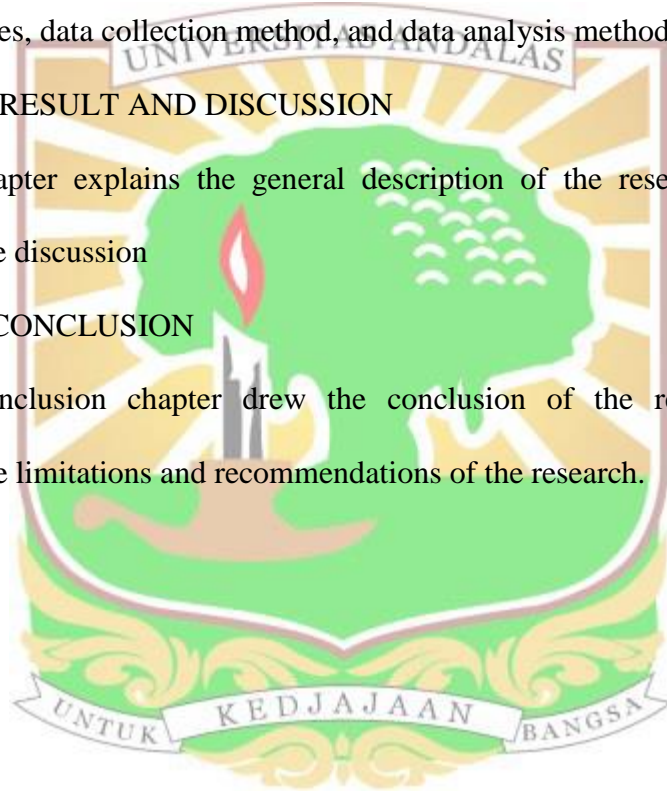 es, data collection method, and data analysis method
UNIVERSITAS ANDALAS
RESULT AND DISCUSSION
apter explains the general description of the rese
e discussion
CONCLUSION
nclusion chapter drew the conclusion of the r
e limitations and recommendations of the research.
UNTUK KEDJAJAAN BANGSA